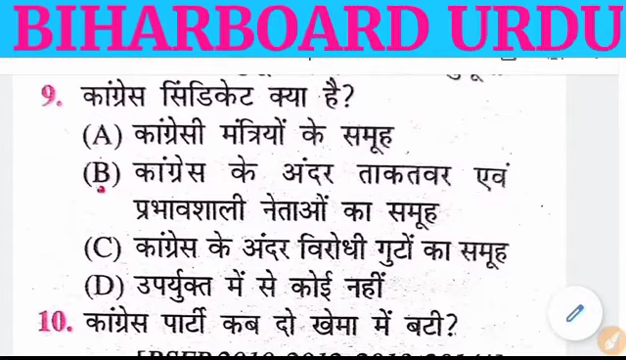 BIHARBOARD URDU
9. कांग्रेस सिंडिकेट क्या है?
(A) कांग्रेसी मंत्रियों के समूह
(B) कांग्रेस के अंदर ताकतवर एवं
प्रभावशाली नेताओं का समूह
(C) कांग्रेस के अंदर विरोधी गुटों का समूह
(D) उपर्युक्त में से कोई नहीं
10. कांग्रेस पार्टी कब दो खेमा में बटी?